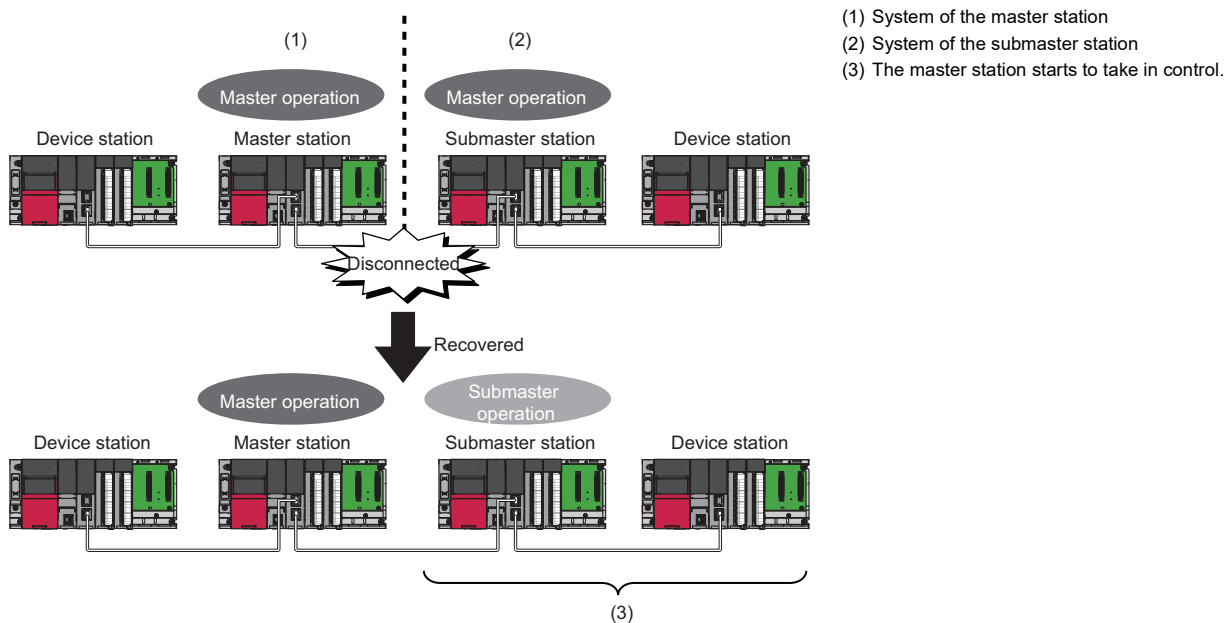 (1)
(2)
(1) System of the master station
(2) System of the submaster station
(3) The master station starts to take in control.
Master operation
Master operation
Device station
Master station
Submaster station
Device station
Disconnected
Recovered
Master operation
Submaster
operation
Device station
Master station
Submaster station
Device station
(3)